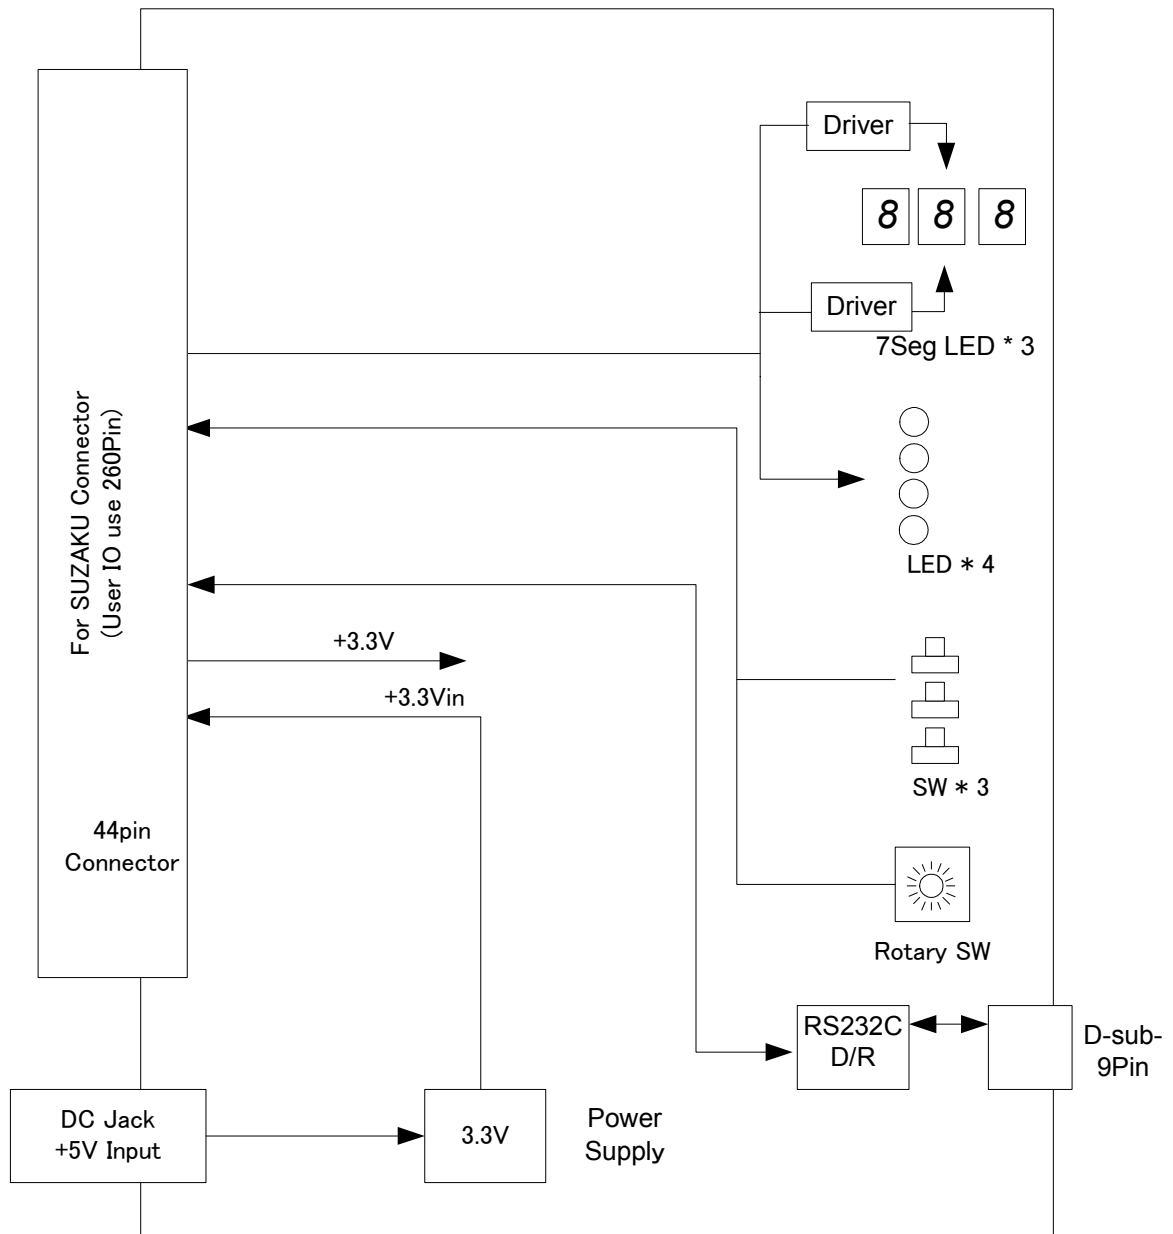 Driver
8 8 8
Driver
7Seg LED * 3
For SUZAKU Connector
(User IO use 260Pin)
LED * 4
+3.3V
+3.3Vin
SW * 3
44pin
Connector
Rotary SW
RS232C
D/R
D-sub-
9Pin
DC Jack
+5V Input
3.3V
Power
Supply